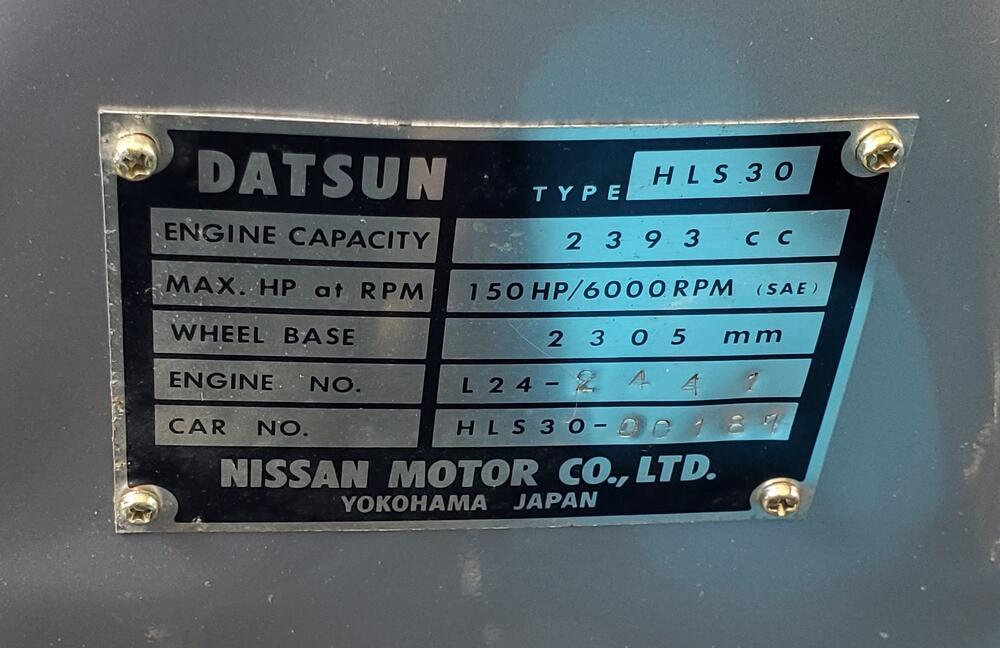 DATSUN TYPE HLS30
ENGINE CAPACITY 2393 cc
MAX. HP at RPM 150HP/6000RPM (SAE)
WHEEL BASE 2305 mm
ENGINE NO. L24-2441
CAR NO. HLS30-00187
NISSAN MOTOR CO., LTD.
YOKOHAMA JAPAN